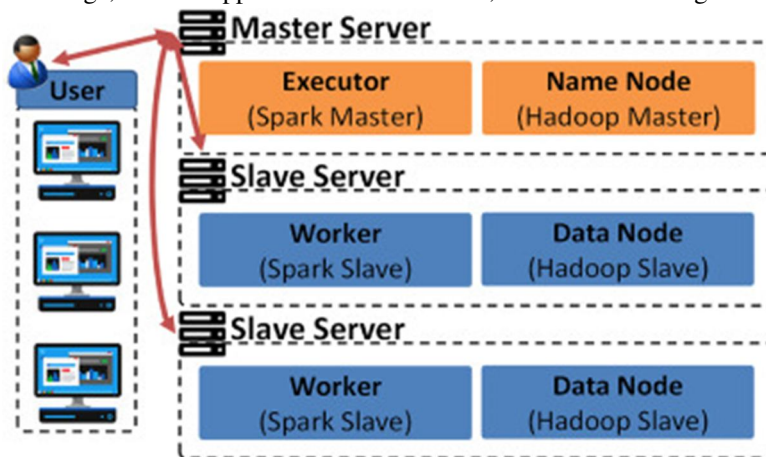 Master Server
User
Executor
(Spark Master)
Name Node
(Hadoop Master)
Slave Server
Worker
(Spark Slave)
Data Node
(Hadoop Slave)
Slave Server
Worker
(Spark Slave)
Data Node
(Hadoop Slave)